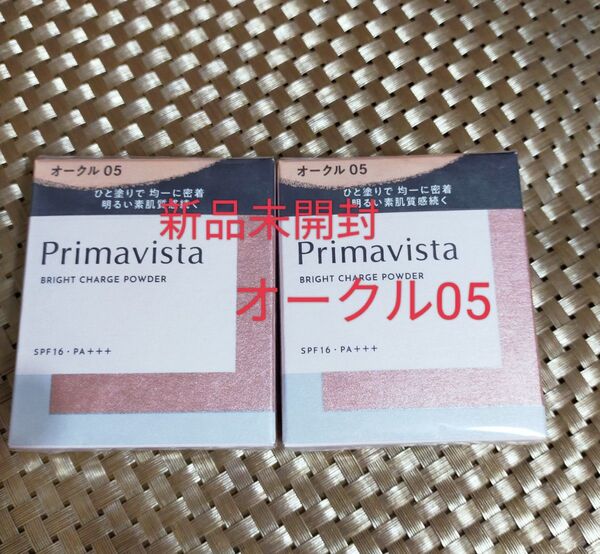 オークル 05
ひと塗りで 均一に密着
明るい素肌質感続く
Primavista
BRIGHT CHARGE POWDER
SPF16・PA+++
オークル 05
ひと塗りで 均一に密着
明るい素肌質感続く
Primavista
BRIGHT CHARGE POWDER
SPF16・PA+++
新品未開封
オークル05